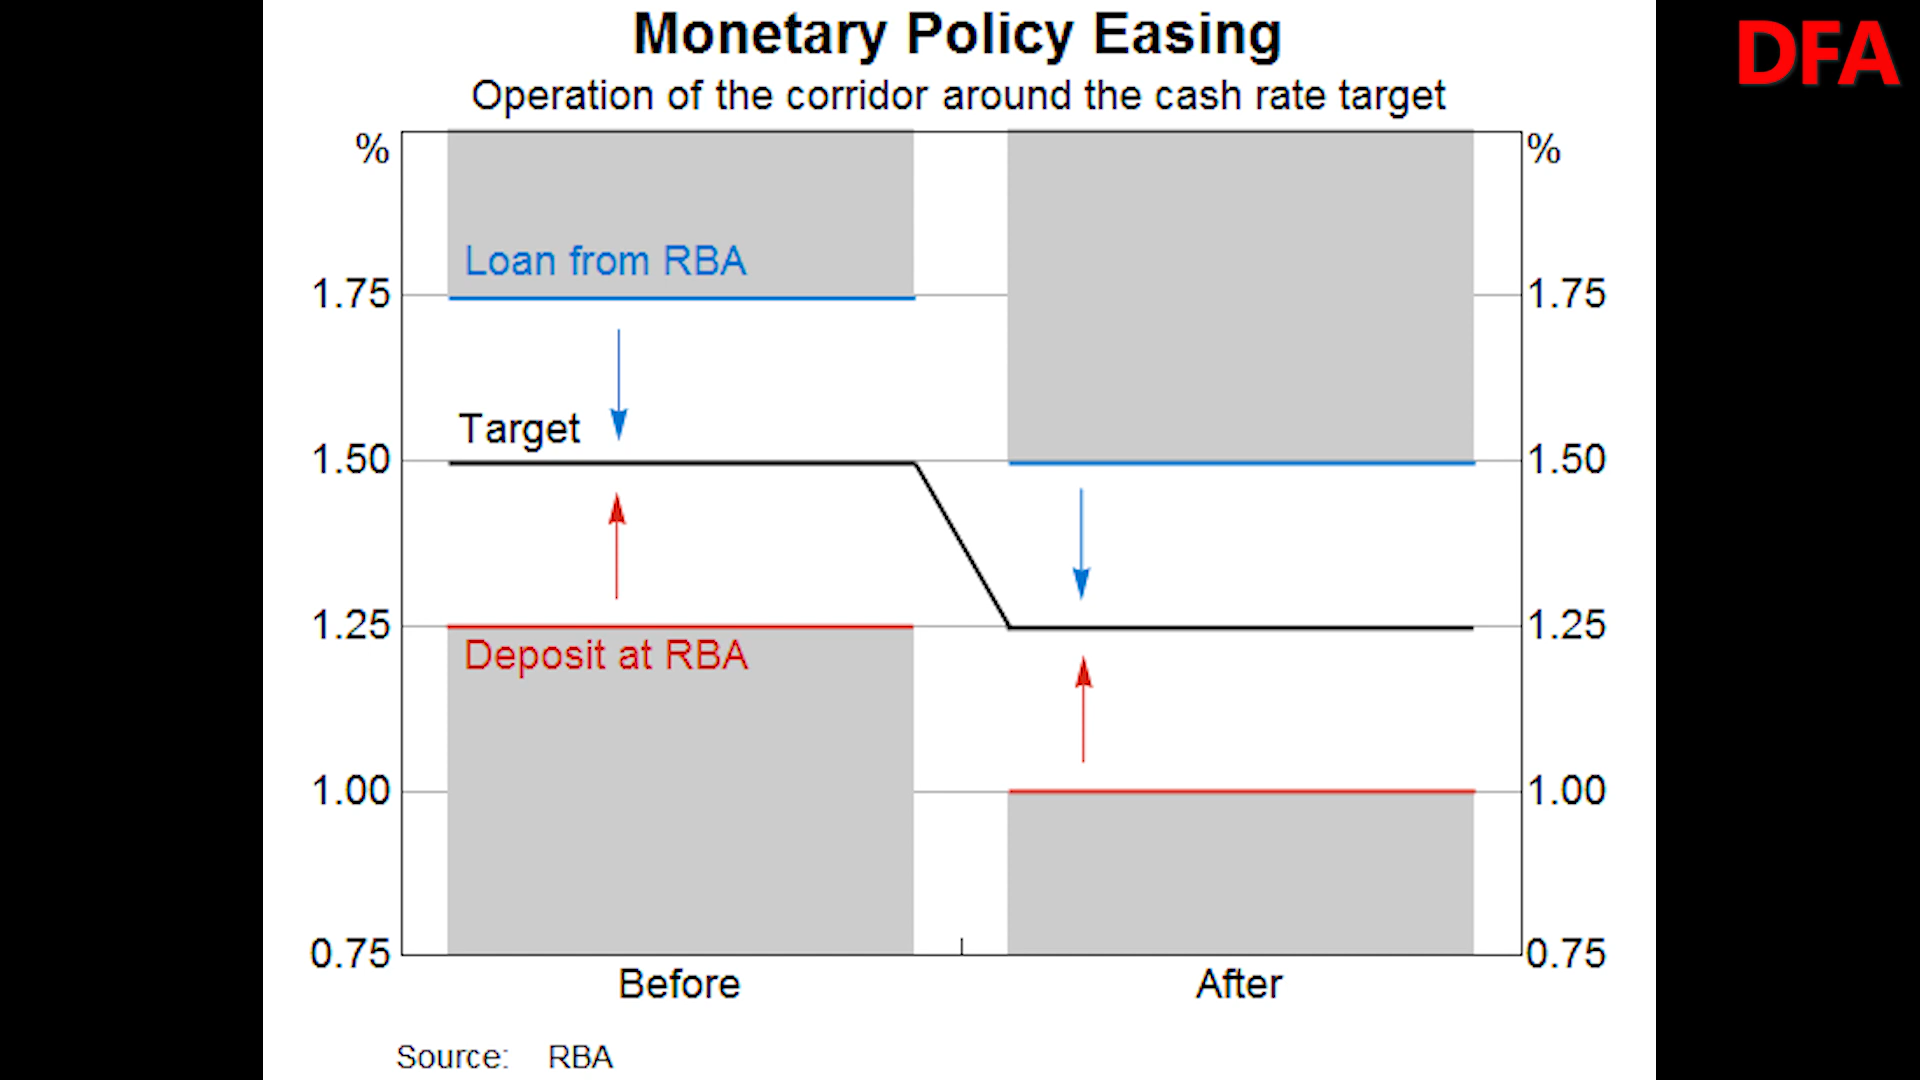 Monetary Policy Easing
DFA
Operation of the corridor around the cash rate target
% %
Loan from RBA
1.75 1.75
Target
1.50 1.50
1.25 1.25
Deposit at RBA
1.00 1.00
0.75 0.75
Before After
Source: RBA